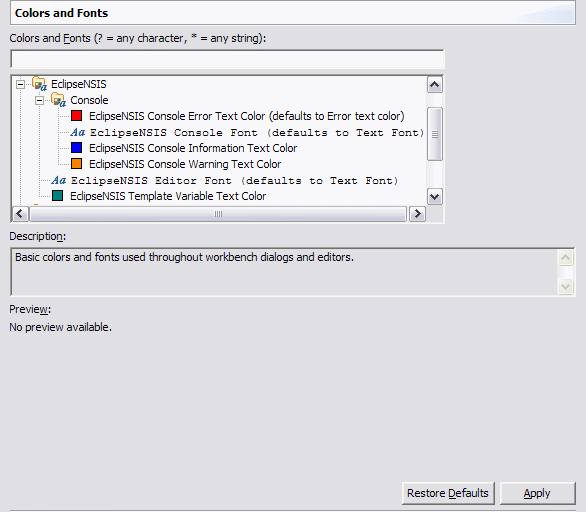 Colors and Fonts
Colors and Fonts (? = any character, * = any string):
EclipseNSIS
Console
EclipseNSIS Console Error Text Color (defaults to Error text color)
Aa EclipseNSIS Console Font (defaults to Text Font)
EclipseNSIS Console Information Text Color
EclipseNSIS Console Warning Text Color
Aa EclipseNSIS Editor Font (defaults to Text Font)
EclipseNSIS Template Variable Text Color
Description:
Basic colors and fonts used throughout workbench dialogs and editors.
Preview:
No preview available.
Restore Defaults Apply